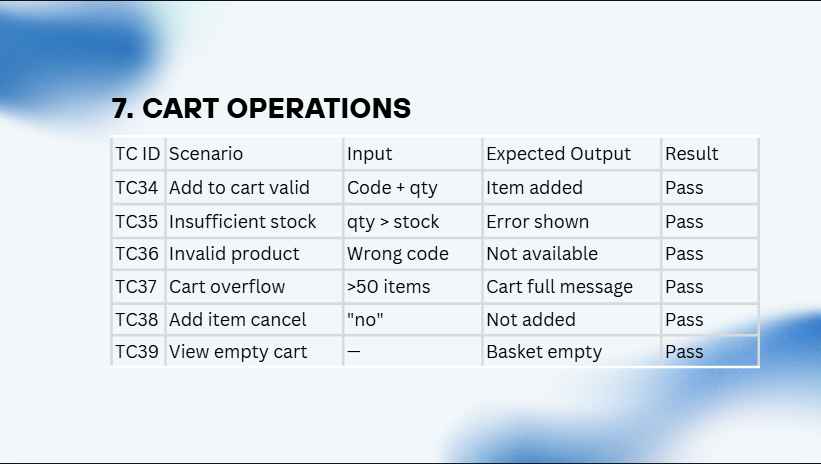 7. CART OPERATIONS
TC ID Scenario Input Expected Output Result
TC34 Add to cart valid Code + qty Item added Pass
TC35 Insufficient stock qty > stock Error shown Pass
TC36 Invalid product Wrong code Not available Pass
TC37 Cart overflow >50 items Cart full message Pass
TC38 Add item cancel "no" Not added Pass
TC39 View empty cart — Basket empty Pass